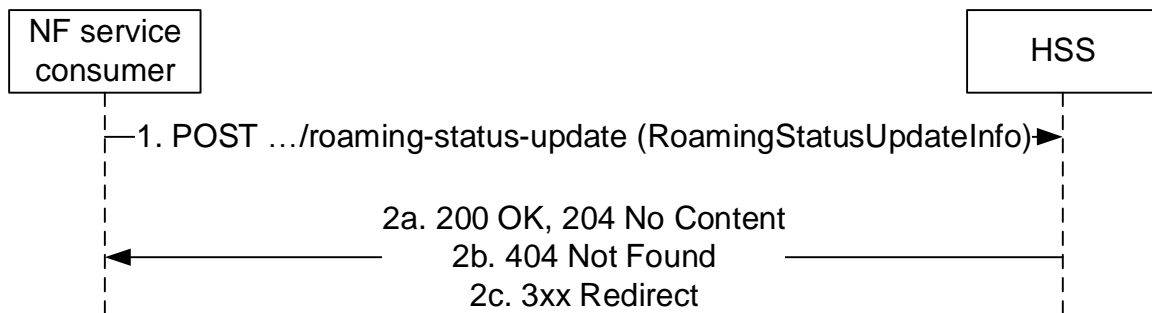 NF service
consumer
HSS
1. POST …/roaming-status-update (RoamingStatusUpdateInfo)
2a. 200 OK, 204 No Content
2b. 404 Not Found
2c. 3xx Redirect